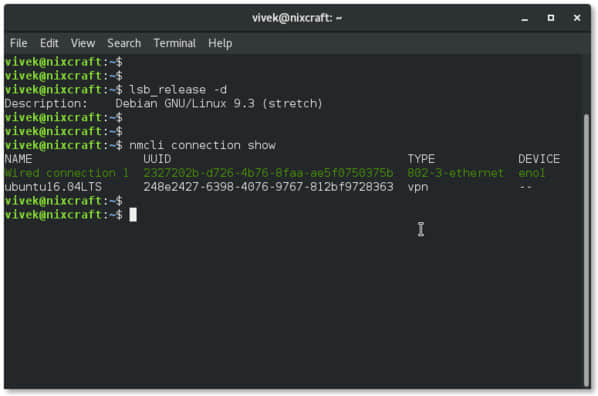 vivek@nixcraft: ~
File Edit View Search Terminal Help
vivek@nixcraft:~$
vivek@nixcraft:~$
vivek@nixcraft:~$ lsb_release -d
Description:    Debian GNU/Linux 9.3 (stretch)
vivek@nixcraft:~$
vivek@nixcraft:~$
vivek@nixcraft:~$ nmcli connection show
NAME                UUID                                  TYPE            DEVICE
Wired connection 1  2327202b-d726-4b76-8faa-ae5f0750375b  802-3-ethernet  eno1
ubuntu16.04LTS      248e2427-6398-4076-9767-812bf9728363  vpn             --
vivek@nixcraft:~$
vivek@nixcraft:~$